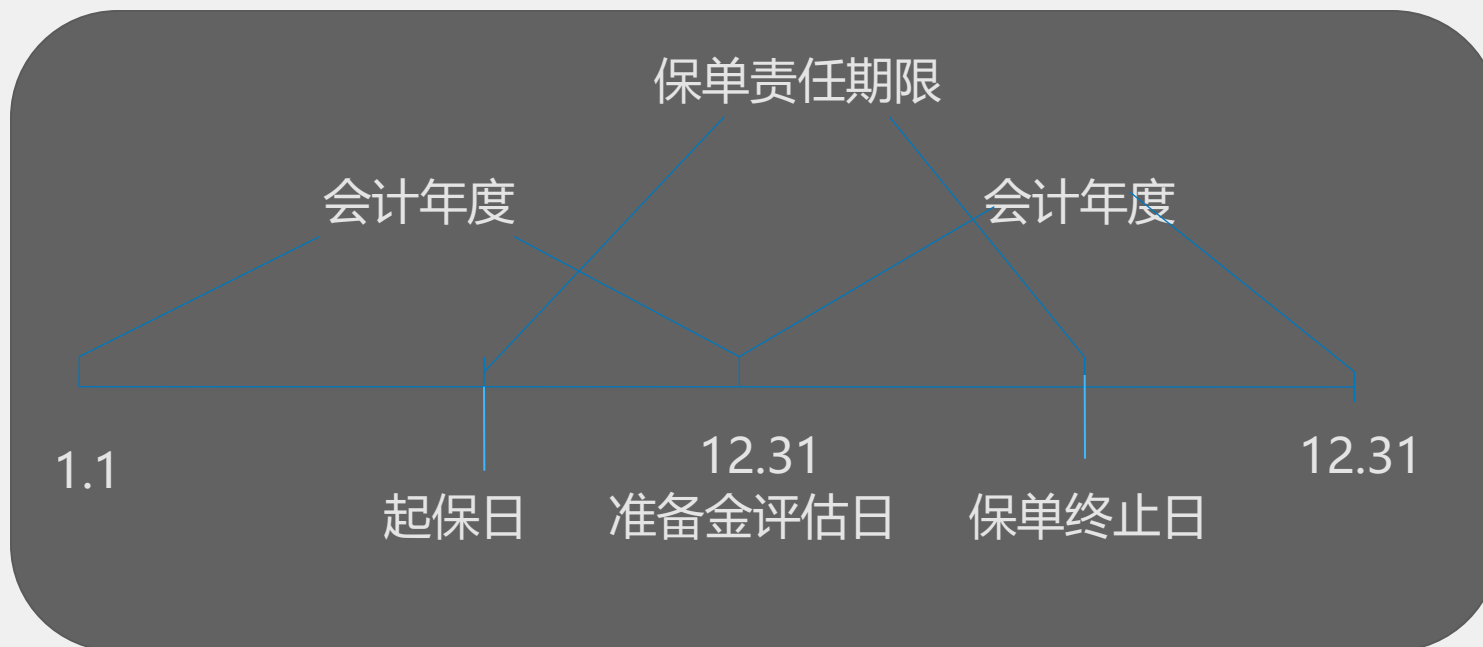 保单责任期限
会计年度
会计年度
1.1
12.31
12.31
起保日
准备金评估日
保单终止日